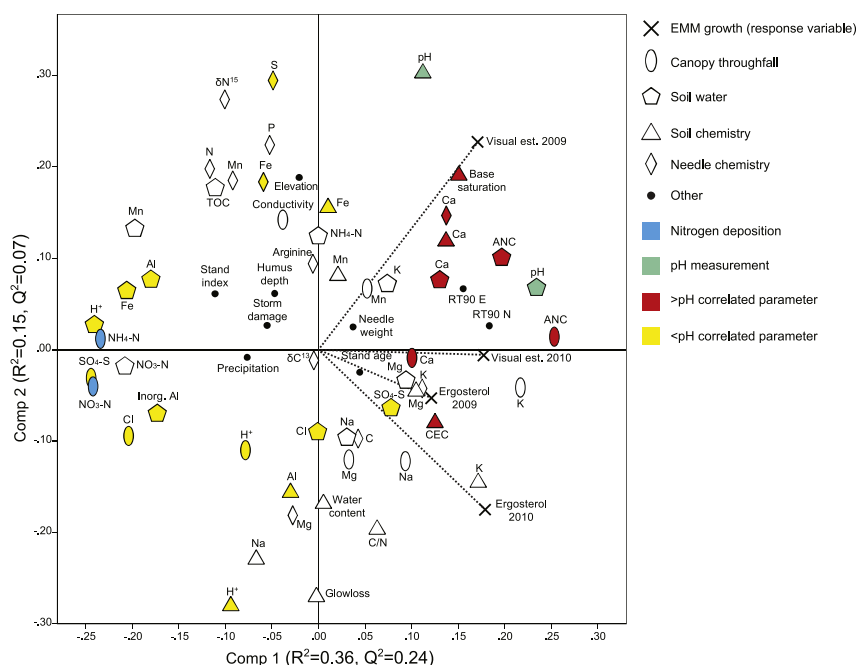 EMM growth (response variable)
Canopy throughfall
Soil water
Soil chemistry
Needle chemistry
Other
Nitrogen deposition
pH measurement
>pH correlated parameter
<pH correlated parameter
Comp 2 (R²=0.15, Q²=0.07)
.30
.20
.10
.00
-.10
-.20
-.30
S
pH
δN¹⁵
P
Visual est. 2009
N
Mn
Fe
Elevation
Base
saturation
TOC
Conductivity
Fe
Ca
Mn
NH₄-N
Ca
ANC
Al
Arginine
Mn
K
Ca
pH
Stand
index
Humus
depth
Mn
RT90 E
Fe
Storm
damage
Needle
weight
RT90 N
H⁺
ANC
NH₄-N
SO₄-S
NO₃-N
Precipitation
δC¹³
Stand age
Ca
Visual est. 2010
Mg
K
K
NO₃-N
Inorg. Al
SO₄-S
Mg
Ergosterol
2009
Cl
H⁺
Cl
Na
C
CEC
Mg
Na
K
Al
Mg
Water
content
Ergosterol
2010
Na
C/N
H⁺
Glowloss
-.25
-.20
-.15
-.10
-.05
.00
.05
.10
.15
.20
.25
.30
Comp 1 (R²=0.36, Q²=0.24)